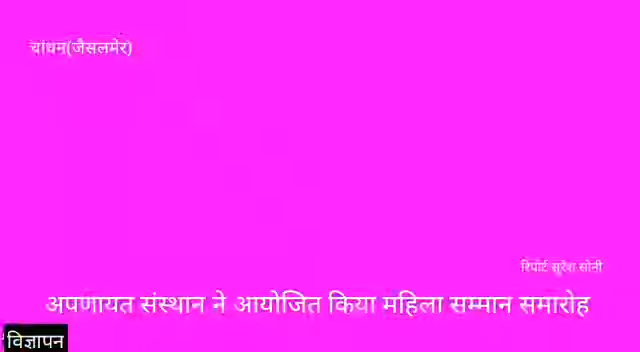 चांधन(जैसलमेर)
रिपोर्ट सुरेश सोनी
अपणायत संस्थान ने आयोजित किया महिला सम्मान समारोह
विज्ञापन